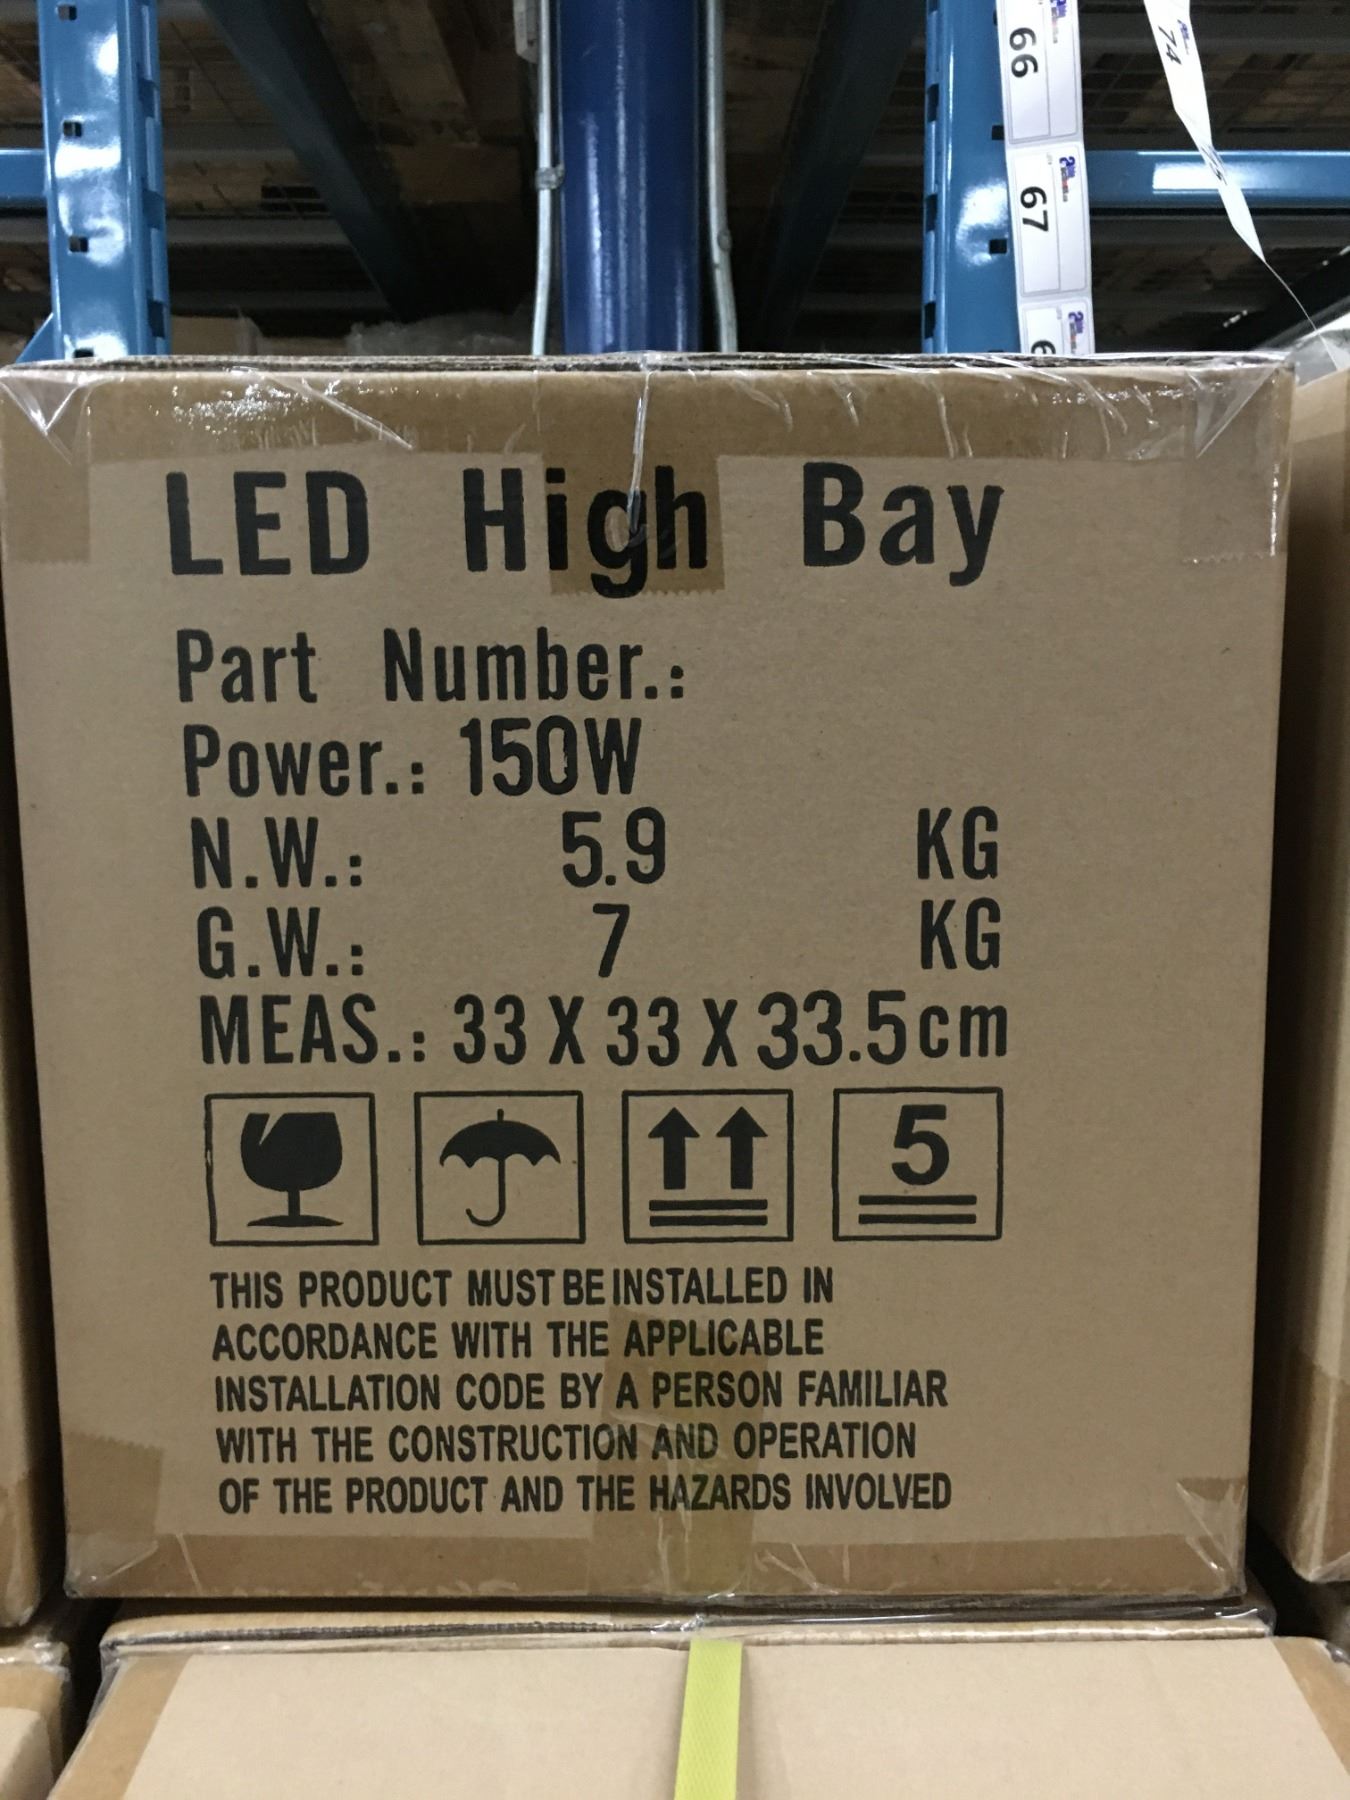 66
74
67
LED High Bay
Part Number.:
Power.: 150W
N.W.: 5.9 KG
G.W.: 7 KG
MEAS.: 33 X 33 X 33.5cm
5
THIS PRODUCT MUST BE INSTALLED IN
ACCORDANCE WITH THE APPLICABLE
INSTALLATION CODE BY A PERSON FAMILIAR
WITH THE CONSTRUCTION AND OPERATION
OF THE PRODUCT AND THE HAZARDS INVOLVED